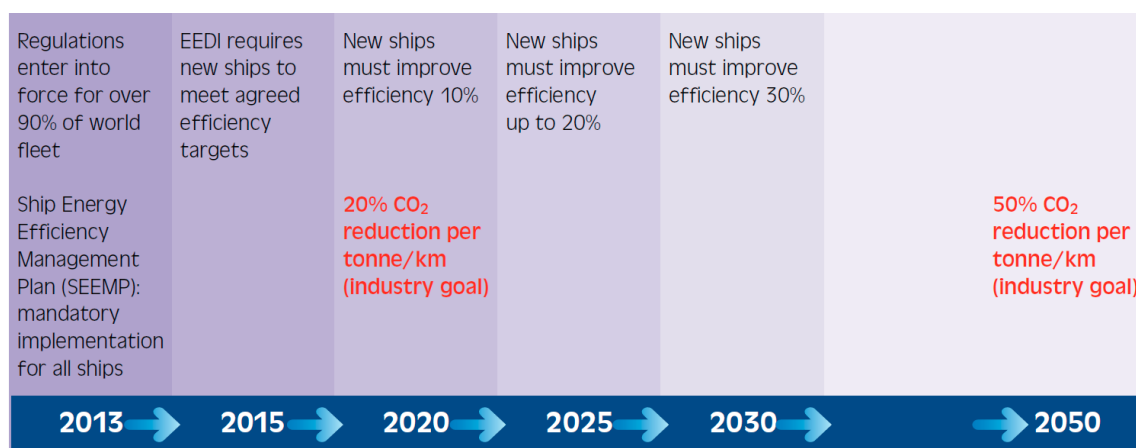 Regulations
enter into
force for over
90% of world
fleet
Ship Energy
Efficiency
Management
Plan (SEEMP):
mandatory
implementation
for all ships
EEDI requires
new ships to
meet agreed
efficiency
targets
New ships
must improve
efficiency 10%
20% CO₂
reduction per
tonne/km
(industry goal)
New ships
must improve
efficiency
up to 20%
New ships
must improve
efficiency 30%
50% CO₂
reduction per
tonne/km
(industry goal)
2013 2015 2020 2025 2030 2050